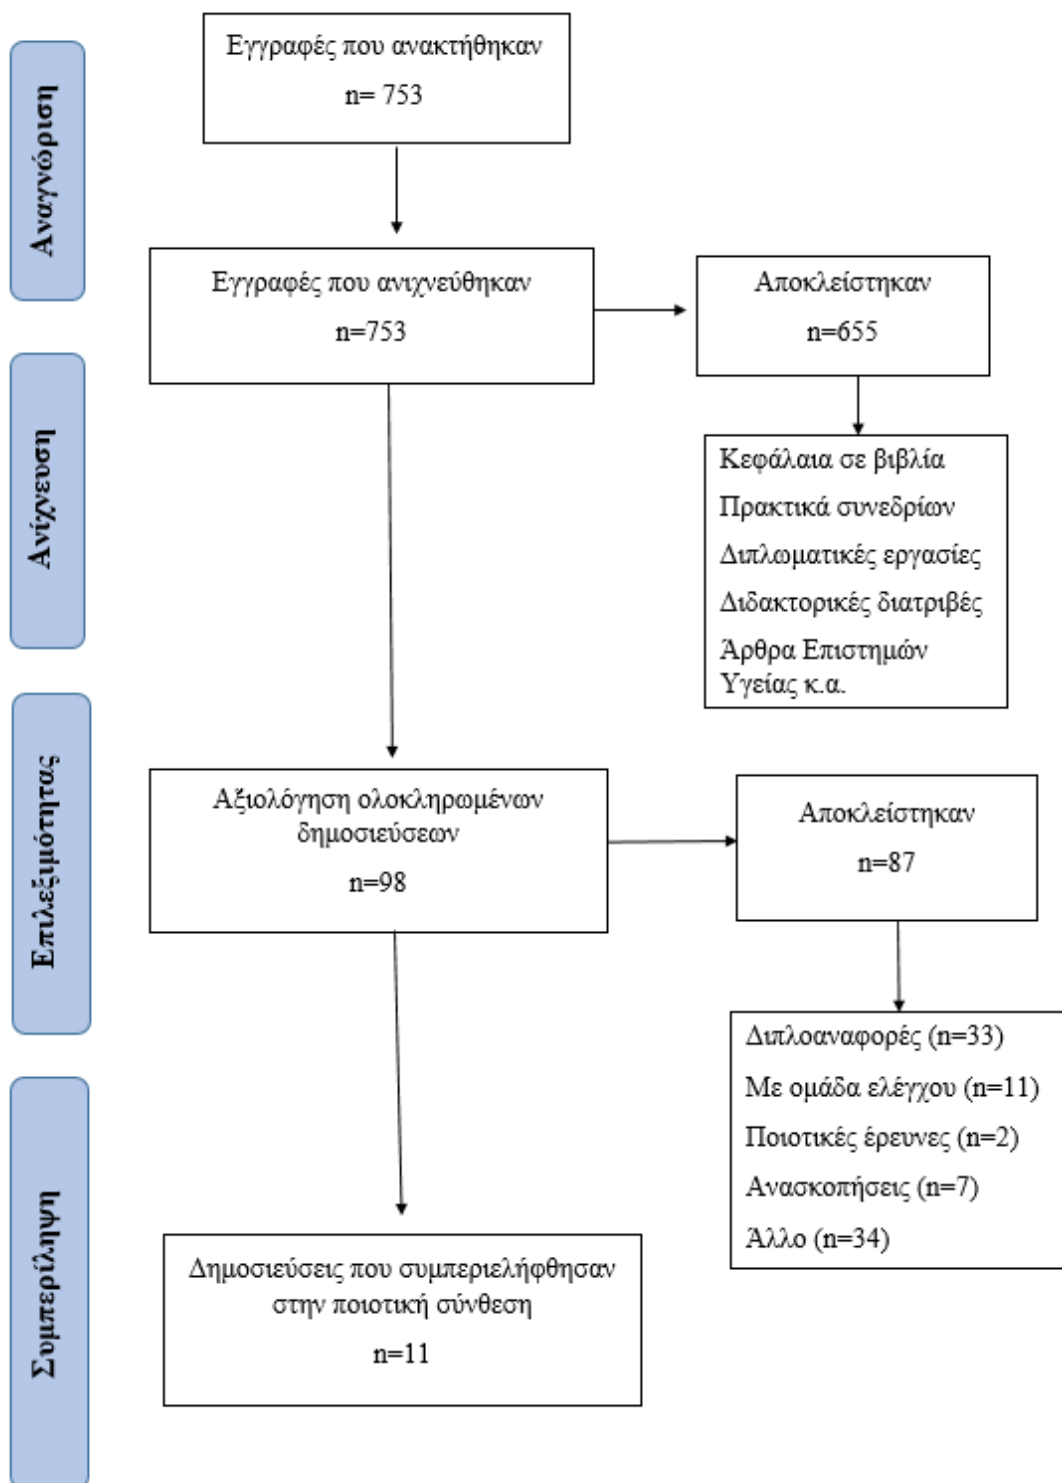 Αναγνώριση
Εγγραφές που ανακτήθηκαν
n= 753
Εγγραφές που ανιχνεύθηκαν
n=753
Αποκλείστηκαν
n=655
Ανίχνευση
Κεφάλαια σε βιβλία
Πρακτικά συνεδρίων
Διπλωματικές εργασίες
Διδακτορικές διατριβές
Άρθρα Επιστημών
Υγείας κ.α.
Επιλεξιμότητας
Αξιολόγηση ολοκληρωμένων
δημοσιεύσεων
n=98
Αποκλείστηκαν
n=87
Διπλοαναφορές (n=33)
Με ομάδα ελέγχου (n=11)
Ποιοτικές έρευνες (n=2)
Ανασκοπήσεις (n=7)
Άλλο (n=34)
Συμπερίληψη
Δημοσιεύσεις που συμπεριελήφθησαν
στην ποιοτική σύνθεση
n=11